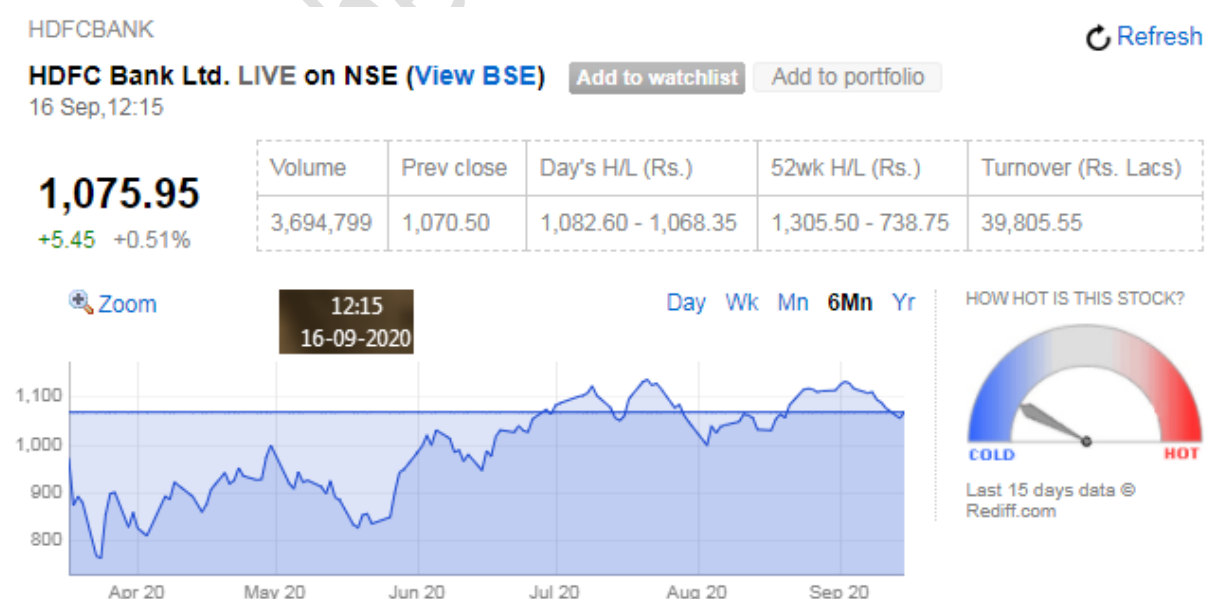 HDFCBANK
Refresh
HDFC Bank Ltd. LIVE on NSE (View BSE) Add to watchlist Add to portfolio
16 Sep,12:15
Volume Prev close Day's H/L (Rs.) 52wk H/L (Rs.) Turnover (Rs. Lacs)
1,075.95
3,694,799 1,070.50 1,082.60 - 1,068.35 1,305.50 - 738.75 39,805.55
+5.45 +0.51%
Zoom
12:15
16-09-2020
Day Wk Mn 6Mn Yr
HOW HOT IS THIS STOCK?
1,100
1,000
900
800
Apr 20 May 20 Jun 20 Jul 20 Aug 20 Sep 20
COLD HOT
Last 15 days data ©
Rediff.com